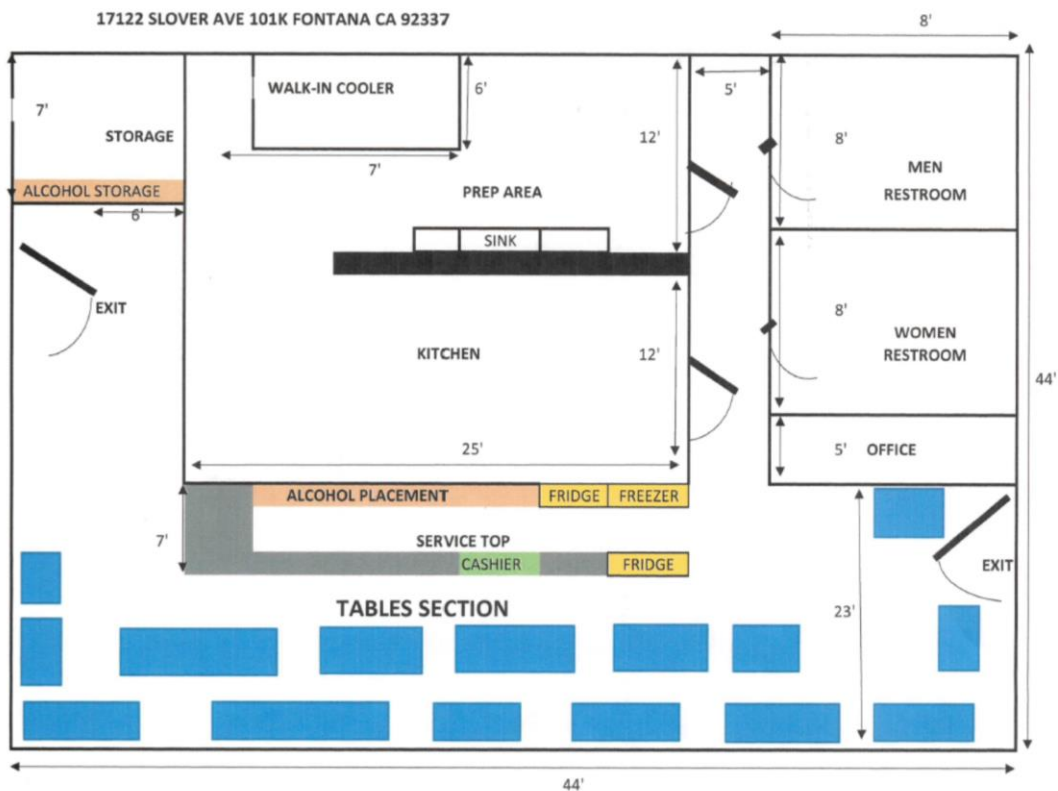 17122 SLOVER AVE 101K FONTANA CA 92337
8'
WALK-IN COOLER
6'
5'
7'
STORAGE
12'
8'
MEN
RESTROOM
7'
ALCOHOL STORAGE
PREP AREA
6'
SINK
EXIT
8'
WOMEN
RESTROOM
KITCHEN
12'
44'
25'
5'
OFFICE
ALCOHOL PLACEMENT
FRIDGE
FREEZER
7'
SERVICE TOP
CASHIER
FRIDGE
EXIT
TABLES SECTION
23'
44'